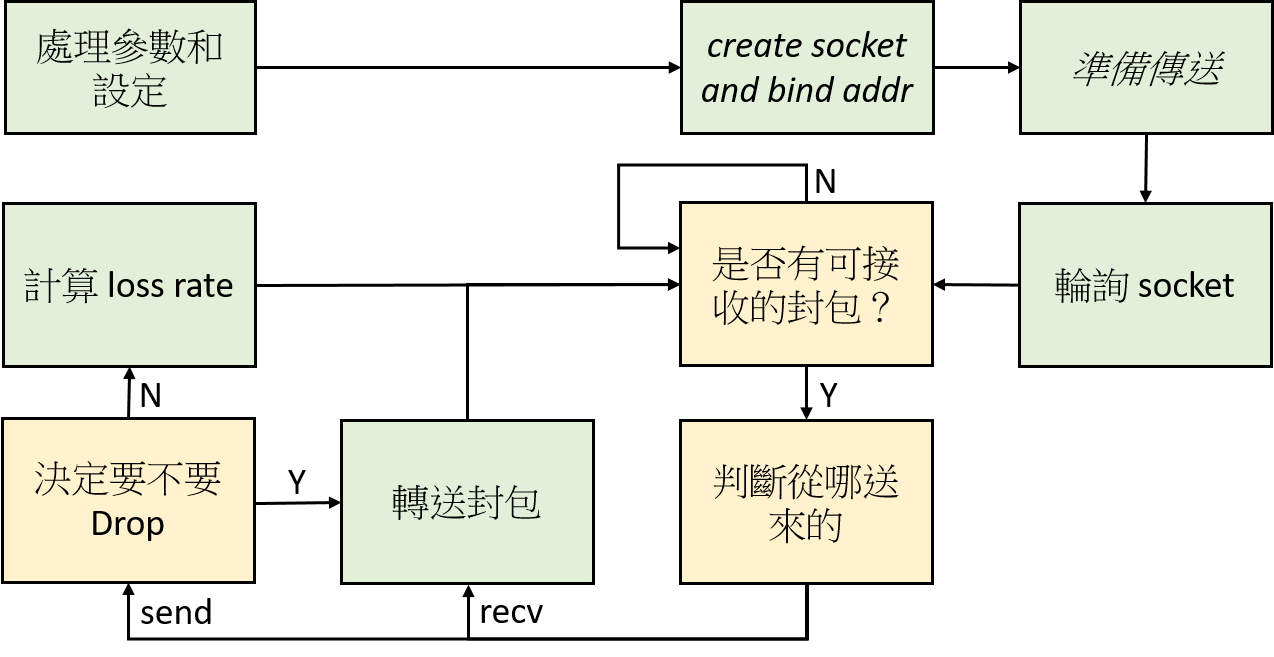 處理參數和
設定
create socket
and bind addr
準備傳送
N
計算 loss rate
是否有可接
收的封包？
輪詢 socket
N
Y
決定要不要
Drop
Y
轉送封包
判斷從哪送
來的
send
recv